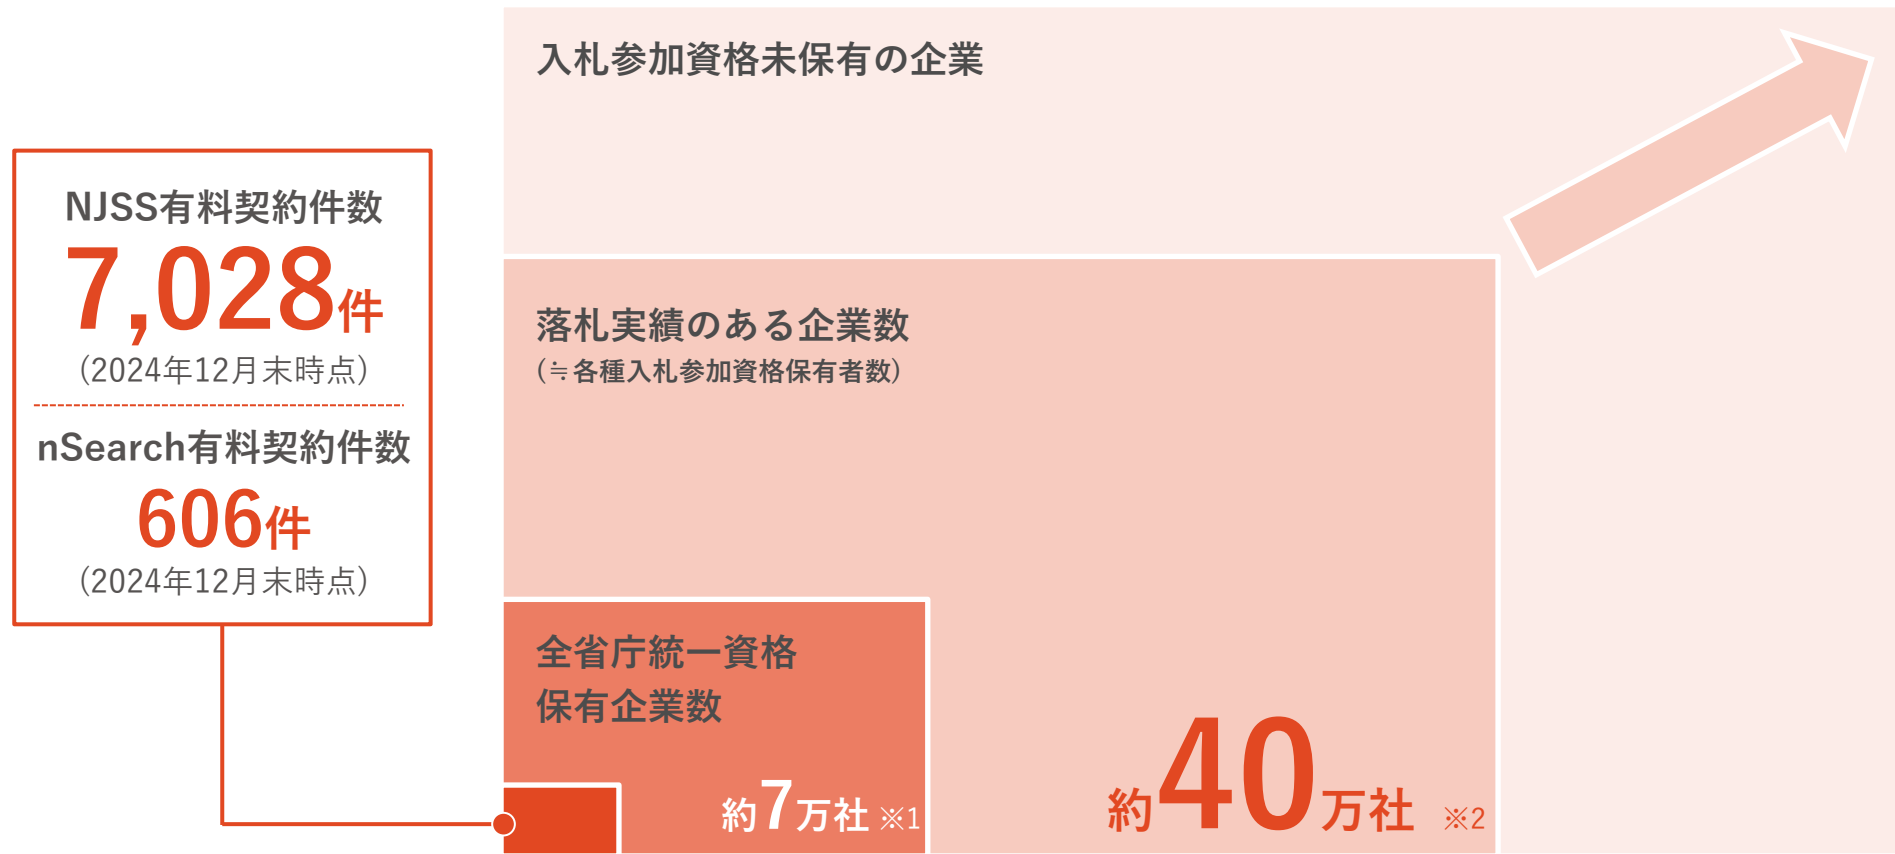 入札参加資格未保有の企業
NJSS有料契約件数
7,028件
(2024年12月末時点)
nSearch有料契約件数
606件
(2024年12月末時点)
落札実績のある企業数
(≒各種入札参加資格保有者数)
約40万社 ※2
全省庁統一資格
保有企業数
約7万社 ※1